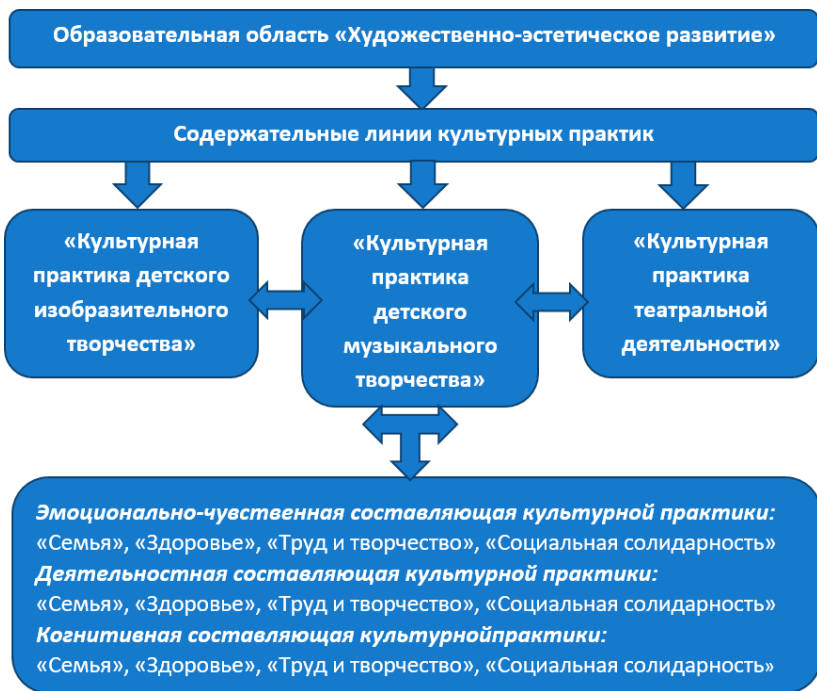 Образовательная область «Художественно-эстетическое развитие»
Содержательные линии культурных практик
«Культурная
практика детского
изобразительного
творчества»
«Культурная
практика
детского
музыкального
творчества»
«Культурная
практика
театральной
деятельности»
Эмоционально-чувственная составляющая культурной практики:
«Семья», «Здоровье», «Труд и творчество», «Социальная солидарность»
Деятельностная составляющая культурной практики:
«Семья», «Здоровье», «Труд и творчество», «Социальная солидарность»
Когнитивная составляющая культурнойпрактики:
«Семья», «Здоровье», «Труд и творчество», «Социальная солидарность»